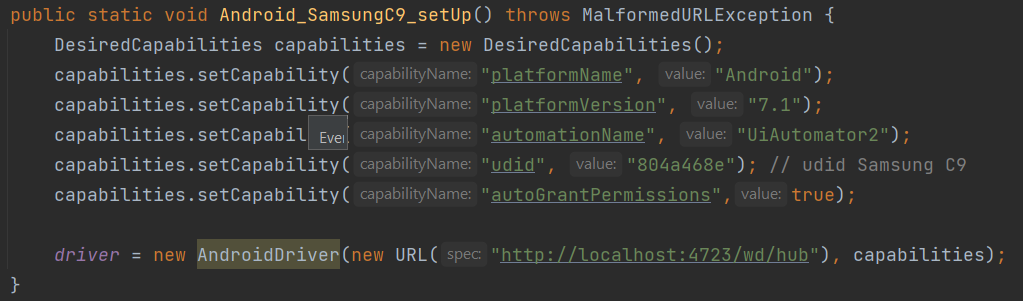 public static void Android_SamsungC9_setUp() throws MalformedURLException {
DesiredCapabilities capabilities = new DesiredCapabilities();
capabilities.setCapability( capabilityName: "platformName", value: "Android");
capabilities.setCapability( capabilityName: "platformVersion", value: "7.1");
capabilities.setCapabil capabilityName: "automationName", value: "UiAutomator2");
capabilities.setCapability( capabilityName: "udid", value: "804a468e"); // udid Samsung C9
capabilities.setCapability( capabilityName: "autoGrantPermissions", value: true);
driver = new AndroidDriver(new URL( spec: "http://localhost:4723/wd/hub"), capabilities);
}